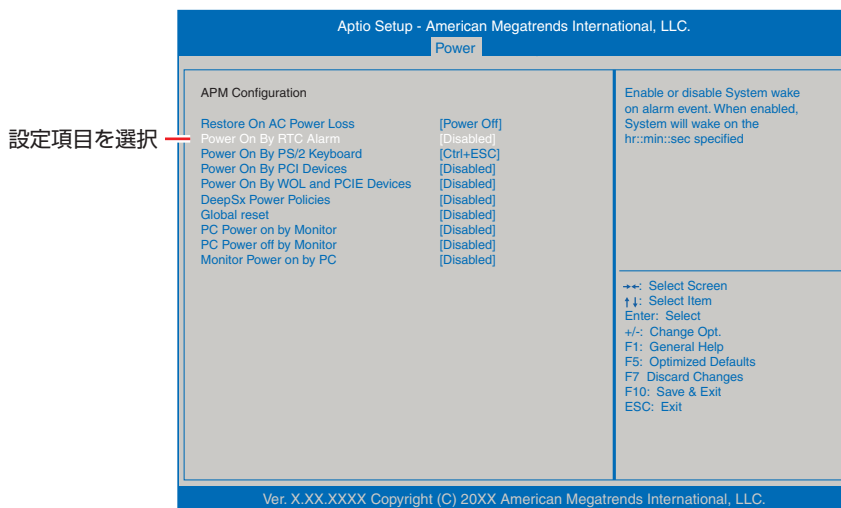 Aptio Setup - American Megatrends International, LLC.
Power
APM Configuration
Restore On AC Power Loss [Power Off]
Power On By RTC Alarm [Disabled]
Power On By PS/2 Keyboard [Ctrl+ESC]
Power On By PCI Devices [Disabled]
Power On By WOL and PCIE Devices [Disabled]
DeepSx Power Policies [Disabled]
Global reset [Disabled]
PC Power on by Monitor [Disabled]
PC Power off by Monitor [Disabled]
Monitor Power on by PC [Disabled]
設定項目を選択
Enable or disable System wake
on alarm event. When enabled,
System will wake on the
hr::min::sec specified
→←: Select Screen
↑↓: Select Item
Enter: Select
+/-: Change Opt.
F1: General Help
F5: Optimized Defaults
F7 Discard Changes
F10: Save & Exit
ESC: Exit
Ver. X.XX.XXXX Copyright (C) 20XX American Megatrends International, LLC.